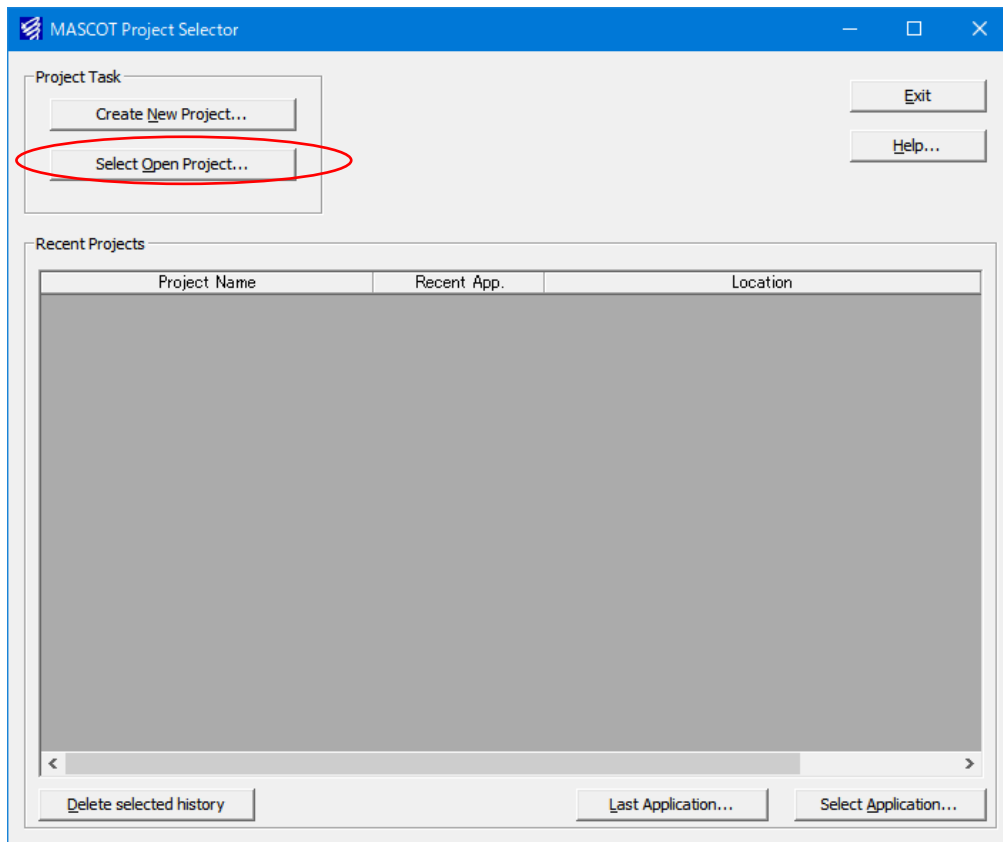 MASCOT Project Selector
Project Task
Create New Project...
Select Open Project...
Exit
Help...
Recent Projects
Project Name Recent App. Location
Delete selected history Last Application... Select Application...